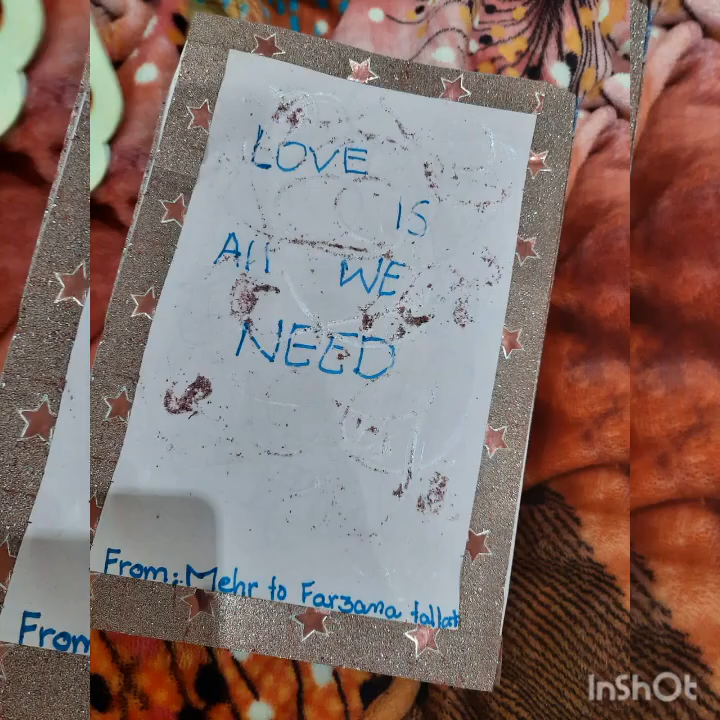 LOVE
IS
All WE
NEED
From: Mehr to Farzana tallat
From
InShOt